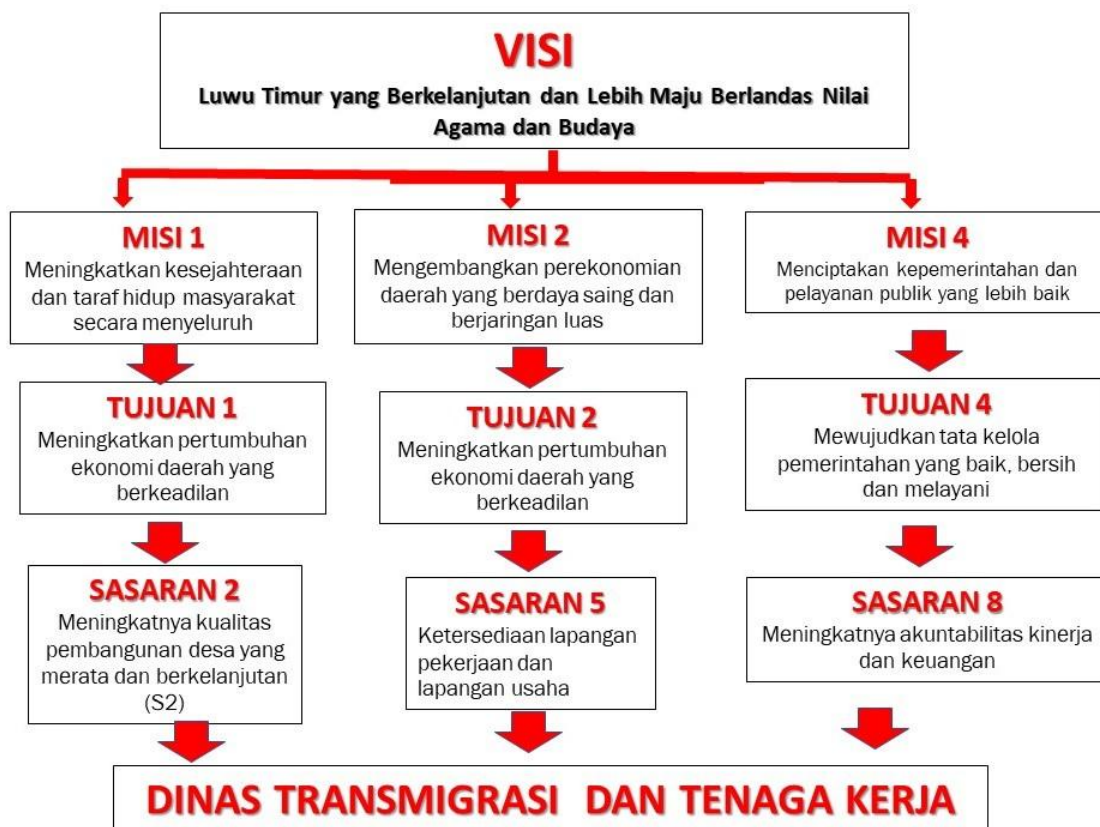 VISI
Luwu Timur yang Berkelanjutan dan Lebih Maju Berlandas Nilai
Agama dan Budaya
MISI 1
Meningkatkan kesejahteraan
dan taraf hidup masyarakat
secara menyeluruh
MISI 2
Mengembangkan perekonomian
daerah yang berdaya saing dan
berjaringan luas
MISI 4
Menciptakan kepemerintahan dan
pelayanan publik yang lebih baik
TUJUAN 1
Meningkatkan pertumbuhan
ekonomi daerah yang
berkeadilan
TUJUAN 2
Meningkatkan pertumbuhan
ekonomi daerah yang
berkeadilan
TUJUAN 4
Mewujudkan tata kelola
pemerintahan yang baik, bersih
dan melayani
SASARAN 2
Meningkatnya kualitas
pembangunan desa yang
merata dan berkelanjutan
(S2)
SASARAN 5
Ketersediaan lapangan
pekerjaan dan
lapangan usaha
SASARAN 8
Meningkatnya akuntabilitas kinerja
dan keuangan
DINAS TRANSMIGRASI DAN TENAGA KERJA